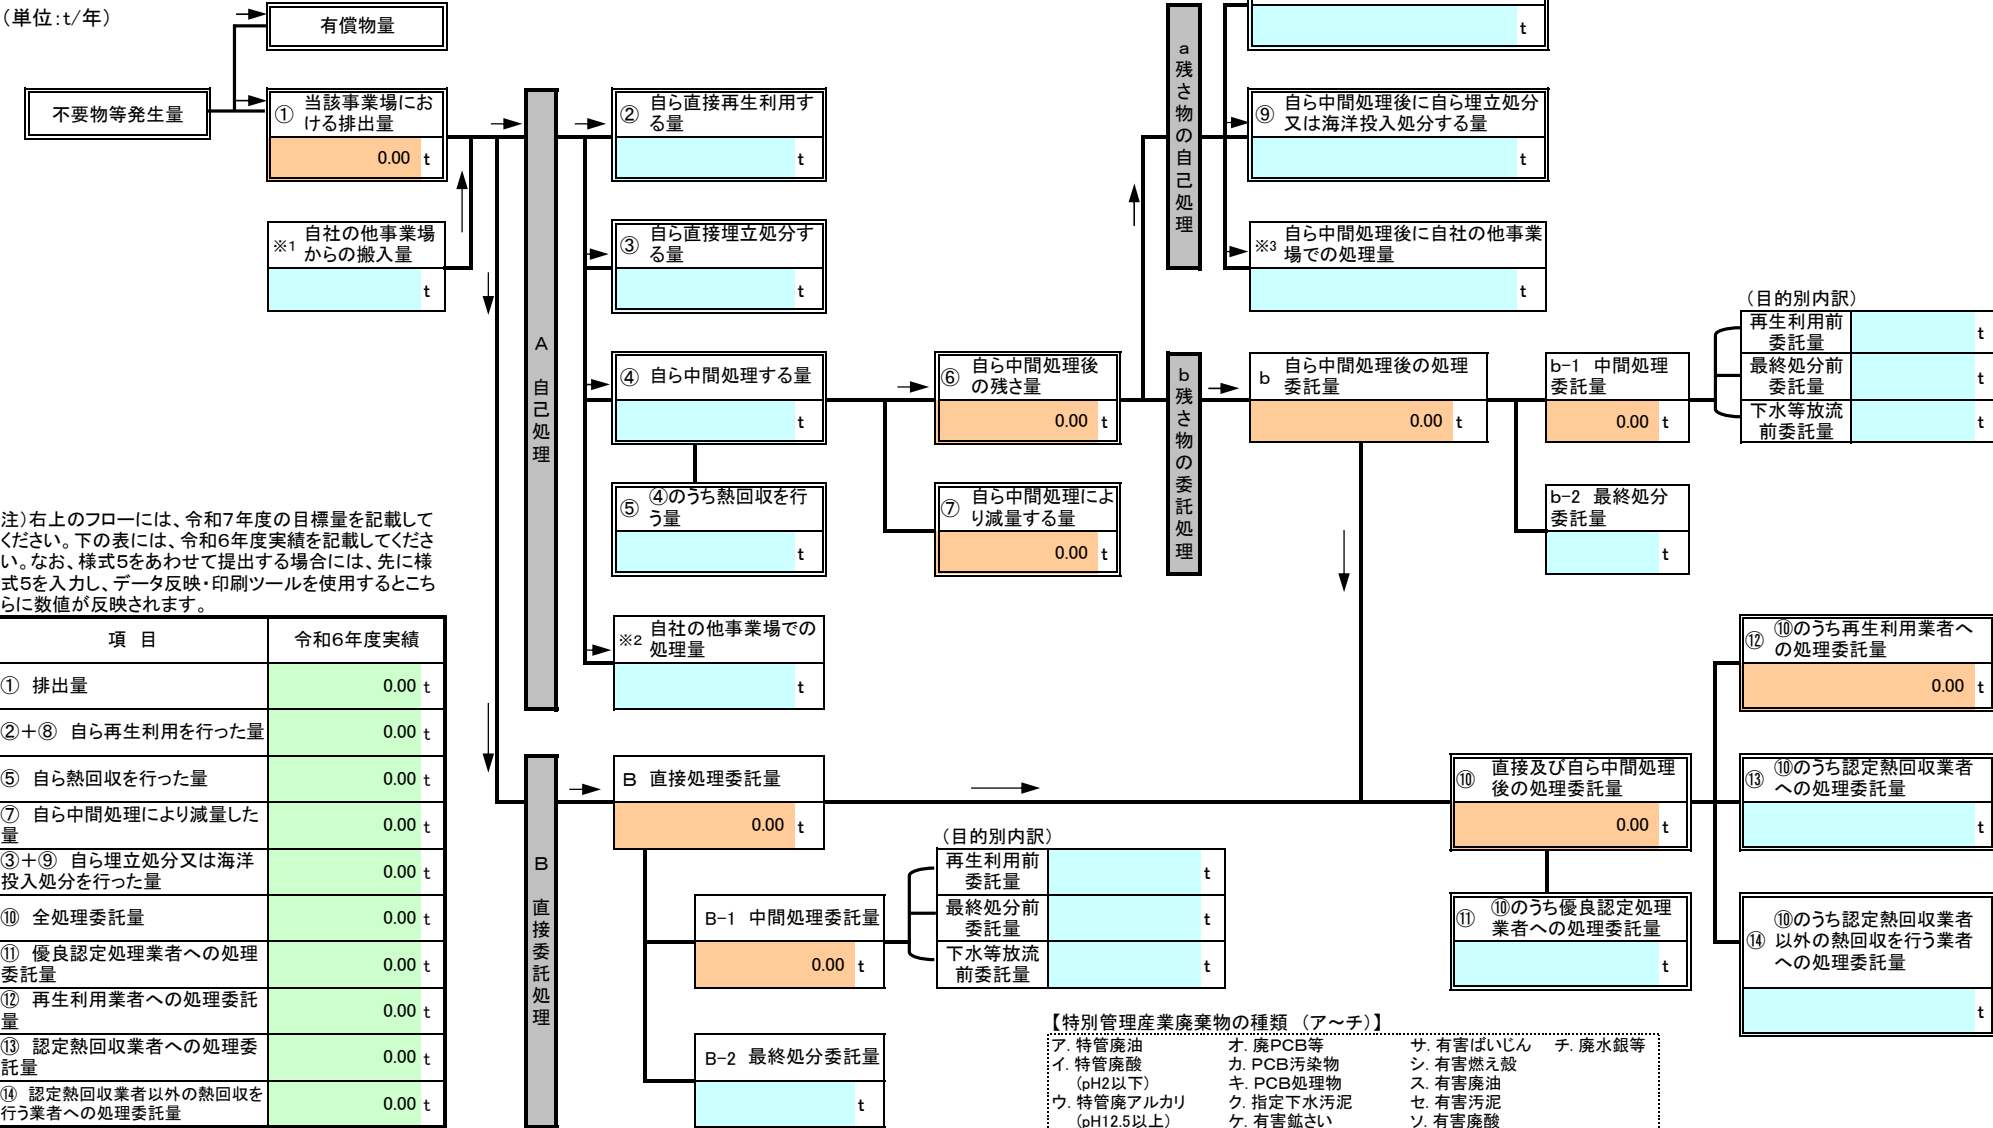 （単位:t/年）
有償物量
不要物等発生量
① 当該事業場にお
ける排出量
0.00 t
※1 自社の他事業場
からの搬入量
t
A 自己処理
② 自ら直接再生利用す
る量
t
③ 自ら直接埋立処分す
る量
t
④ 自ら中間処理する量
t
⑤ ④のうち熱回収を行
う量
t
※2 自社の他事業場での
処理量
t
⑥ 自ら中間処理後
の残さ量
0.00 t
⑦ 自ら中間処理によ
り減量する量
0.00 t
a 残さ物の自己処理
t
⑨ 自ら中間処理後に自ら埋立処分
又は海洋投入処分する量
t
※3 自ら中間処理後に自社の他事業
場での処理量
t
b 残さ物の委託処理
b 自ら中間処理後の処理
委託量
0.00 t
b-1 中間処理
委託量
0.00 t
b-2 最終処分
委託量
t
（目的別内訳）
再生利用前
委託量
t
最終処分前
委託量
t
下水等放流
前委託量
t
注）右上のフローには、令和7年度の目標量を記載して
ください。下の表には、令和6年度実績を記載してくださ
い。なお、様式5をあわせて提出する場合には、先に様
式5を入力し、データ反映・印刷ツールを使用するとこち
らに数値が反映されます。
項 目 令和6年度実績
① 排出量 0.00 t
②＋⑧ 自ら再生利用を行った量 0.00 t
⑤ 自ら熱回収を行った量 0.00 t
⑦ 自ら中間処理により減量した
量 0.00 t
③＋⑨ 自ら埋立処分又は海洋
投入処分を行った量 0.00 t
⑩ 全処理委託量 0.00 t
⑪ 優良認定処理業者への処理
委託量 0.00 t
⑫ 再生利用業者への処理委託
量 0.00 t
⑬ 認定熱回収業者への処理委
託量 0.00 t
⑭ 認定熱回収業者以外の熱回収を
行う業者への処理委託量 0.00 t
B 直接委託処理
B 直接処理委託量
0.00 t
B-1 中間処理委託量
0.00 t
B-2 最終処分委託量
t
（目的別内訳）
再生利用前
委託量
t
最終処分前
委託量
t
下水等放流
前委託量
t
⑩ 直接及び自ら中間処理
後の処理委託量
0.00 t
⑪ ⑩のうち優良認定処理
業者への処理委託量
t
⑫ ⑩のうち再生利用業者へ
の処理委託量
0.00 t
⑬ ⑩のうち認定熱回収業者
への処理委託量
t
⑭ ⑩のうち認定熱回収業者
以外の熱回収を行う業者
への処理委託量
t
【特別管理産業廃棄物の種類 （ア～チ）】
ア. 特管廃油 オ. 廃PCB等 サ. 有害ばいじん チ. 廃水銀等
イ. 特管廃酸 カ. PCB汚染物 シ. 有害燃え殻
（pH2以下） キ. PCB処理物 ス. 有害廃油
ウ. 特管廃アルカリ ク. 指定下水汚泥 セ. 有害汚泥
（pH12.5以上） ケ. 有害鉱さい ソ. 有害廃酸